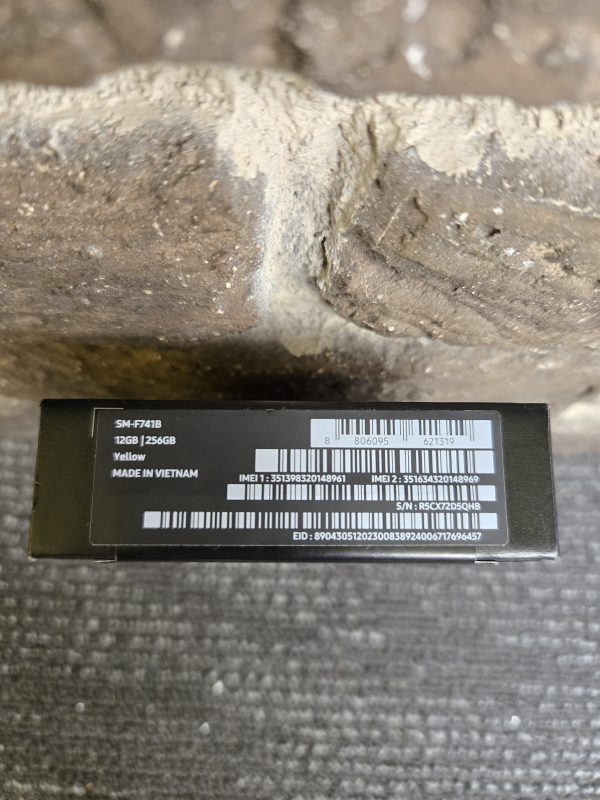 SM-F741B
12GB | 256GB
Yellow
MADE IN VIETNAM
8 806095 621319
IMEI 1 : 351398320148961 IMEI 2 : 351634320148969
S/N : R5CX72D5QHB
EID : 89043051202300838924006717696457